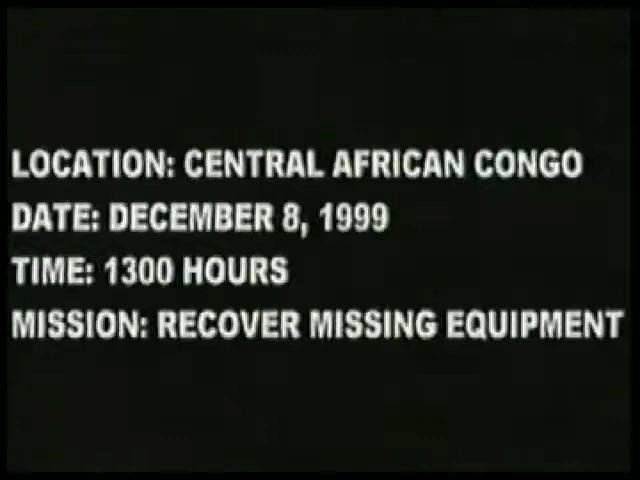 LOCATION: CENTRAL AFRICAN CONGO
DATE: DECEMBER 8, 1999
TIME: 1300 HOURS
MISSION: RECOVER MISSING EQUIPMENT